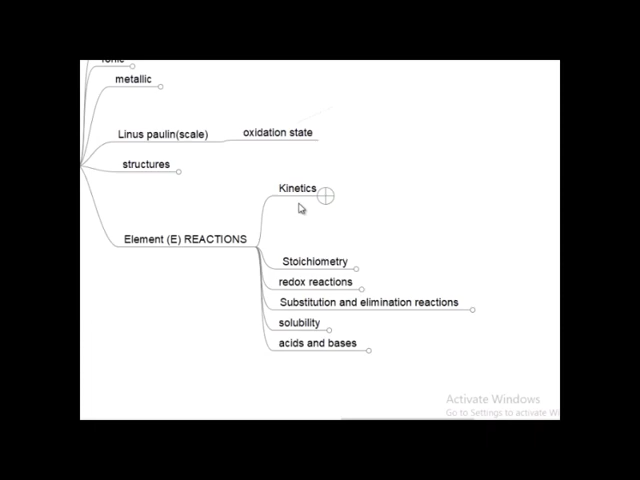 metallic
Linus paulin(scale)
oxidation state
structures
Kinetics
Element (E) REACTIONS
Stoichiometry
redox reactions
Substitution and elimination reactions
solubility
acids and bases
Activate Windows
Go to Settings to activate